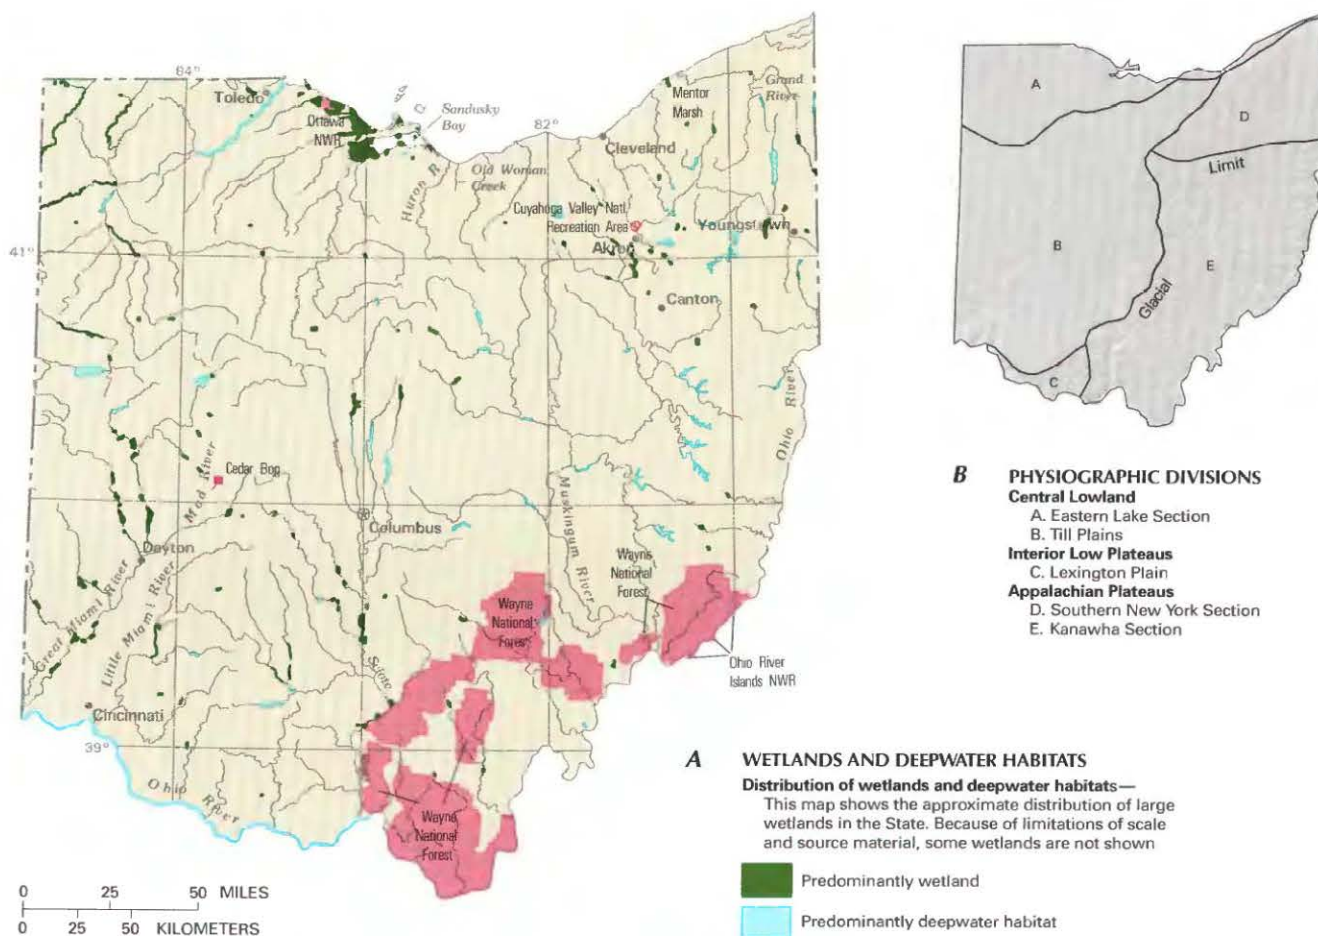 84°
Toledo
Ottawa
NWR
Sandusky
Bay
82°
Mentor
Marsh
Grand
River
Cleveland
Huron R
Old Woman
Creek
Cuyahoga Valley Natl.
Recreation Area
Akron
Youngstown
41°
Canton
Ohio River
Mad River
Cedar Bog
Columbus
Muskingum River
Dayton
Great Miami River
Little Miami River
Wayne
National
Forest
Wayne
National
Forest
Scioto
Ohio River
Islands NWR
Cincinnati
39°
Ohio River
Wayne
National
Forest
0 25 50 MILES
0 25 50 KILOMETERS
A WETLANDS AND DEEPWATER HABITATS
Distribution of wetlands and deepwater habitats—
This map shows the approximate distribution of large
wetlands in the State. Because of limitations of scale
and source material, some wetlands are not shown
Predominantly wetland
Predominantly deepwater habitat
A
D
Limit
B
E
Glacial
C
B PHYSIOGRAPHIC DIVISIONS
Central Lowland
A. Eastern Lake Section
B. Till Plains
Interior Low Plateaus
C. Lexington Plain
Appalachian Plateaus
D. Southern New York Section
E. Kanawha Section